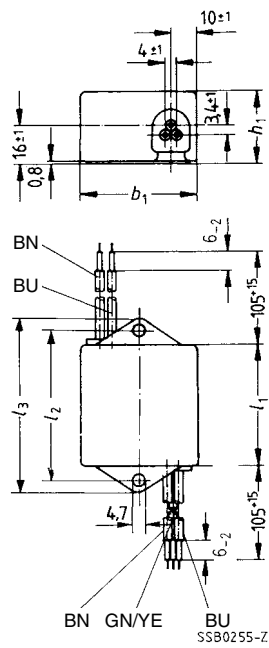 10±1
4±1
3,4±1
h1
16±1
0,8
b1
BN
6-2
BU
105+15
l3
l2
l1
4,7
105+15
6-2
BN GN/YE BU
SSB0255-Z